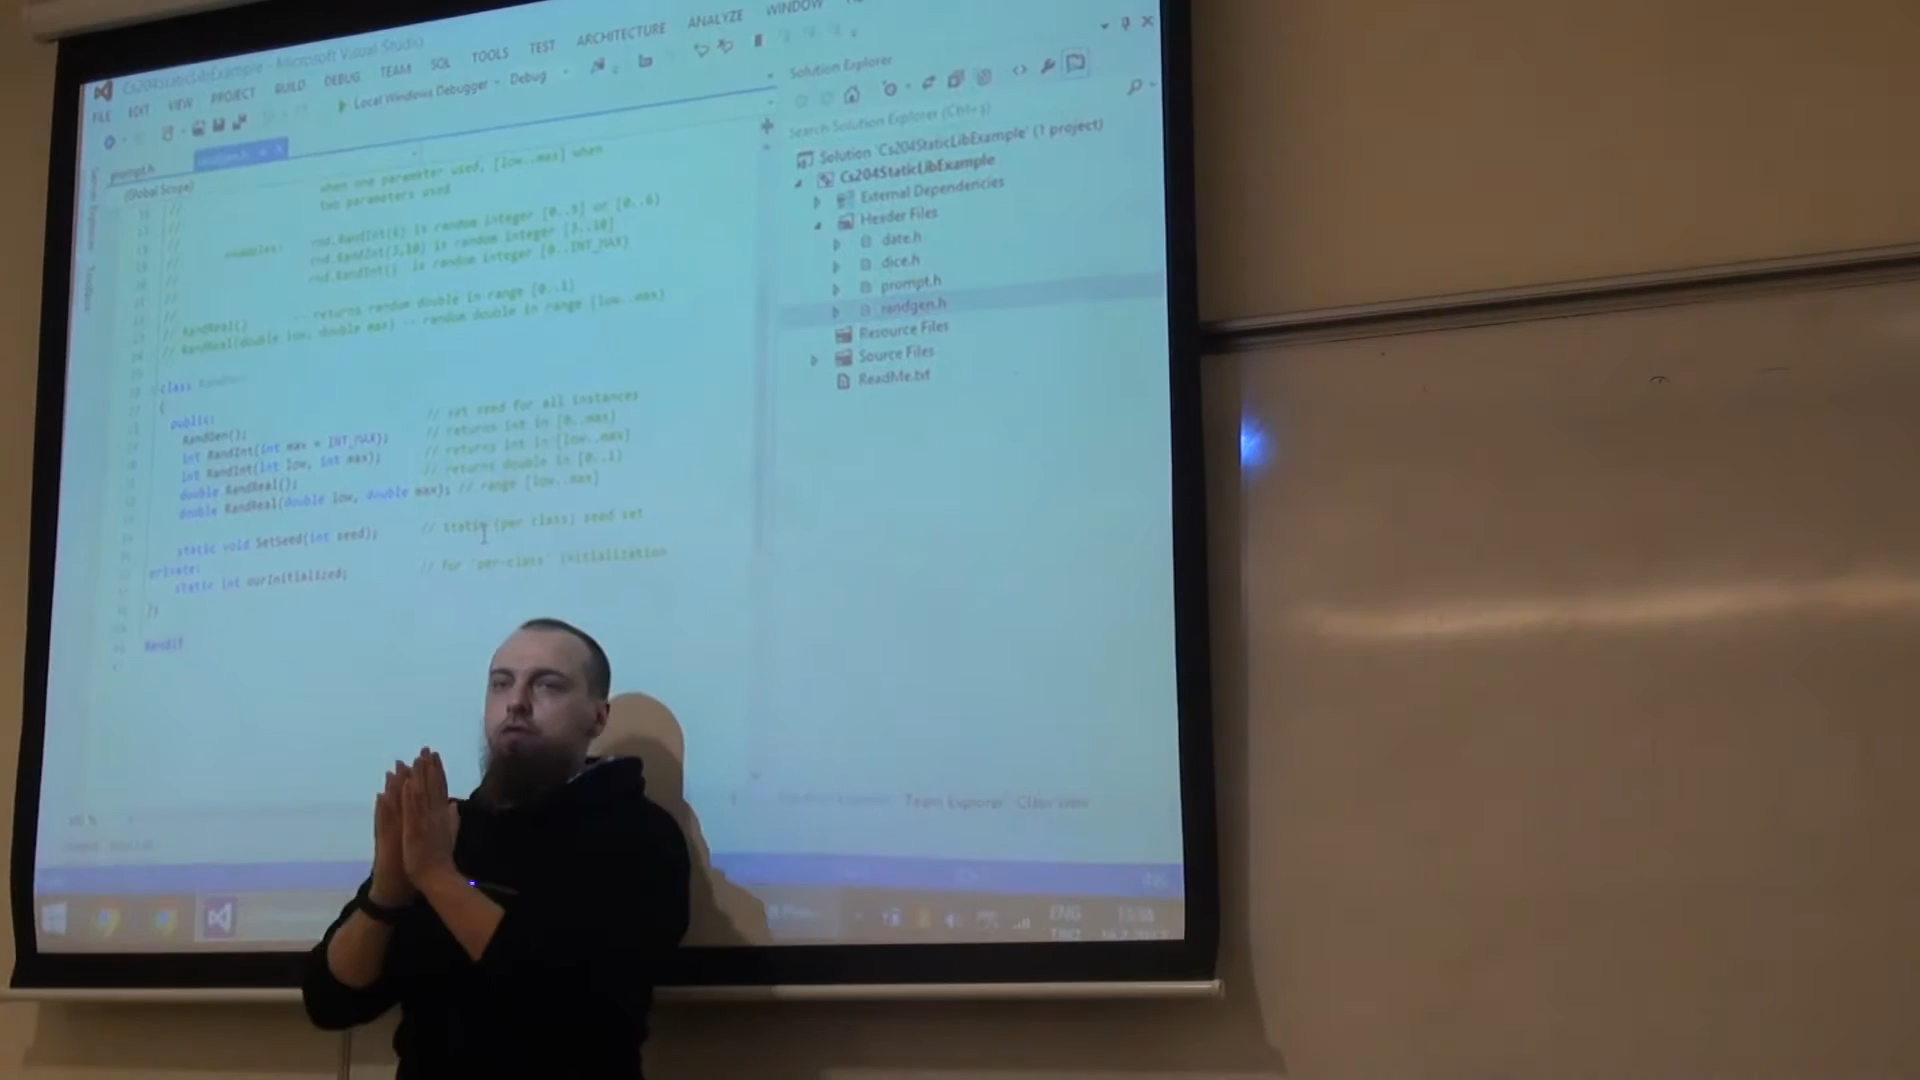 Cs204StaticLibExample - Microsoft Visual Studio
FILE EDIT VIEW PROJECT BUILD DEBUG TEAM SQL TOOLS TEST ARCHITECTURE ANALYZE WINDOW
Local Windows Debugger Debug
prompt.h randgen.h
(Global Scope)
// when one parameter used, [low..max] when
// two parameters used
//
// examples: rnd.RandInt(6) is random integer [0..5] or [0..6)
// rnd.RandInt(3,10) is random integer [3..10]
// rnd.RandInt() is random integer [0..INT_MAX)
//
// RandReal() -- returns random double in range [0..1)
// RandReal(double low, double max) -- random double in range [low..max)
class RandGen
{
public:
RandGen(); // set seed for all instances
int RandInt(int max = INT_MAX); // returns int in [0..max)
int RandInt(int low, int max); // returns int in [low..max]
double RandReal(); // returns double in [0..1)
double RandReal(double low, double max); // range [low..max]
static void SetSeed(int seed); // static (per class) seed set
private:
static int ourInitialized; // for 'per-class' initialization
};
#endif
Solution Explorer
Search Solution Explorer (Ctrl+ş)
Solution 'Cs204StaticLibExample' (1 project)
Cs204StaticLibExample
External Dependencies
Header Files
date.h
dice.h
prompt.h
randgen.h
Resource Files
Source Files
ReadMe.txt
Solution Explorer Team Explorer Class View
ENG